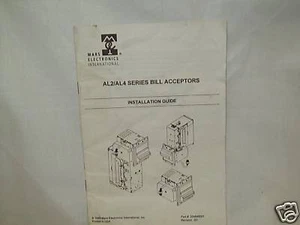 MARS
ELECTRONICS
INTERNATIONAL
AL2/AL4 SERIES BILL ACCEPTORS
INSTALLATION GUIDE